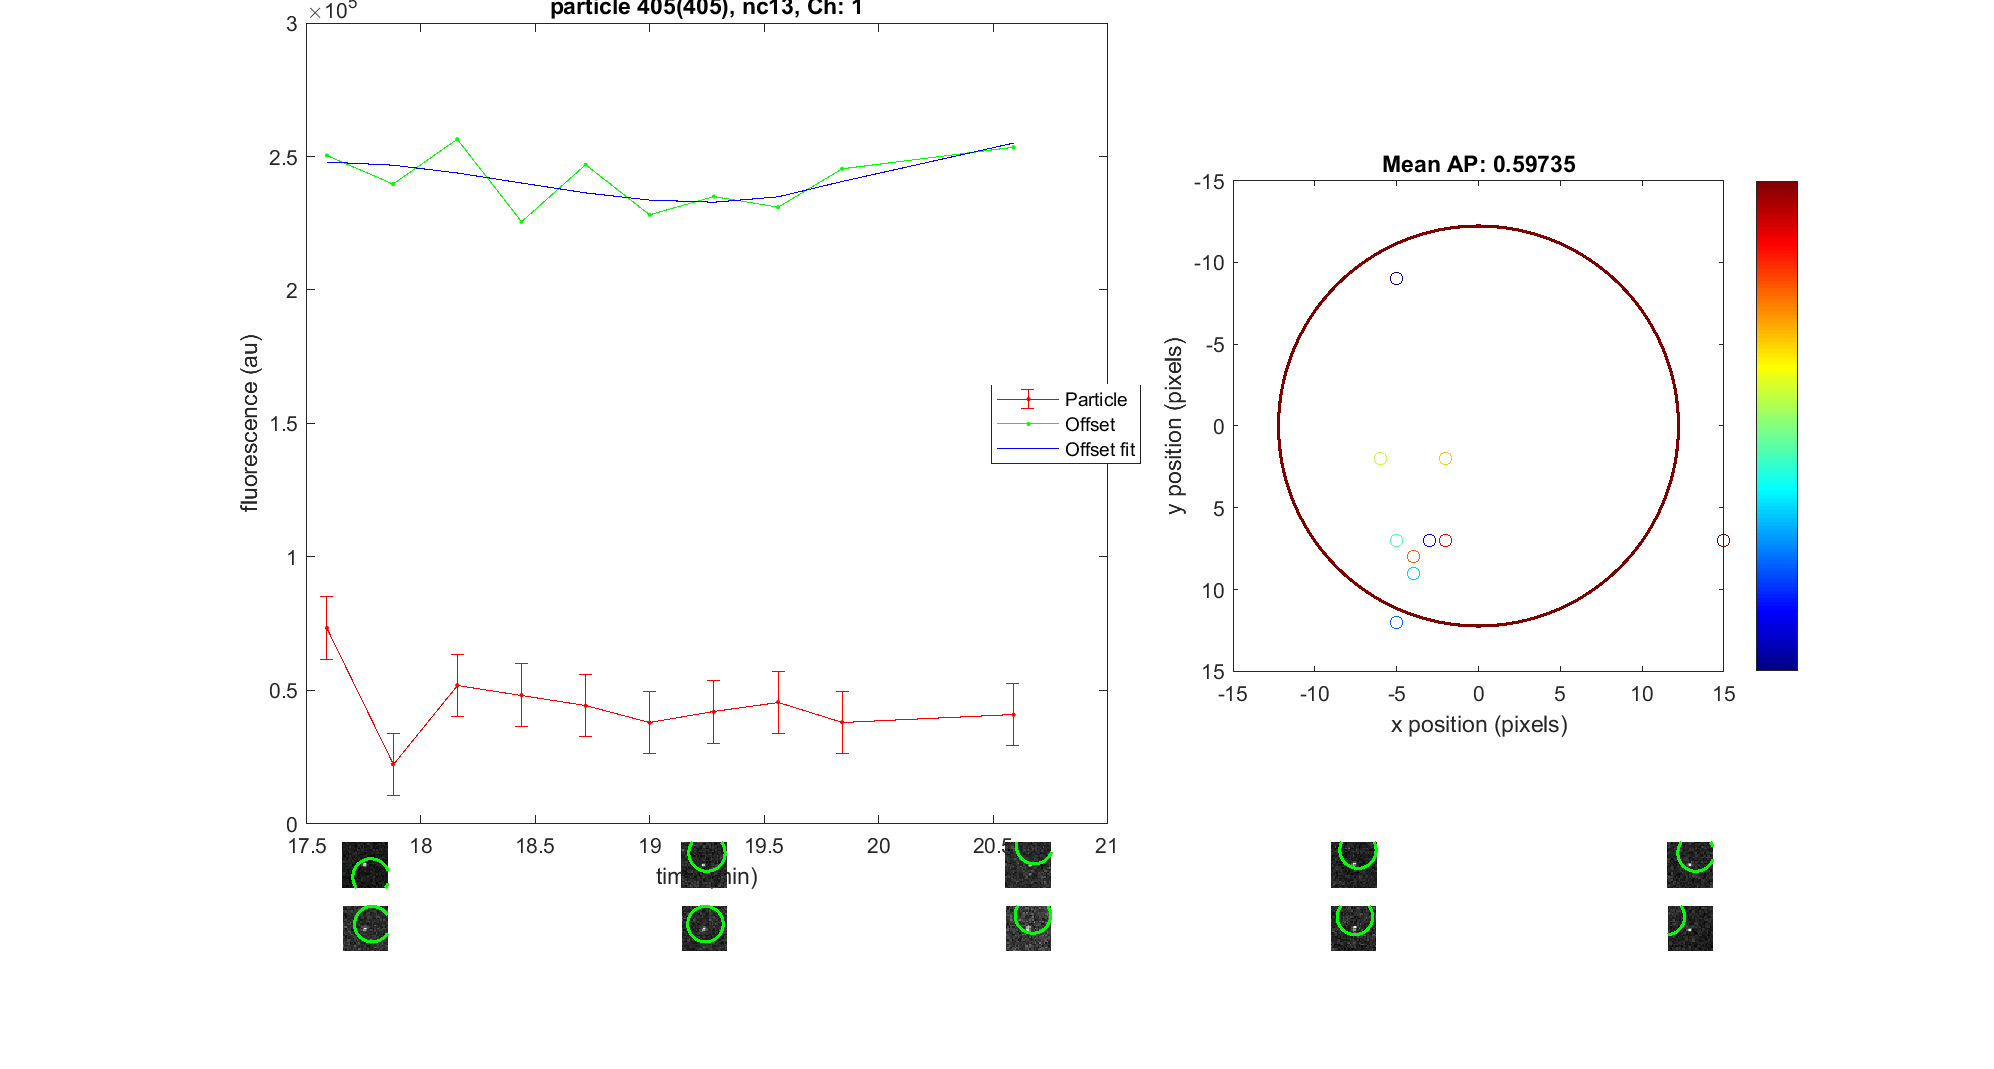 particle 405(405), nc13, Ch: 1
×10⁵
3
2.5
2
1.5
1
0.5
0
fluorescence (au)
17.5 18 18.5 19 19.5 20 20.5 21
Particle
Offset
Offset fit
Mean AP: 0.59735
-15
-10
-5
0
5
10
15
y position (pixels)
-15 -10 -5 0 5 10 15
x position (pixels)